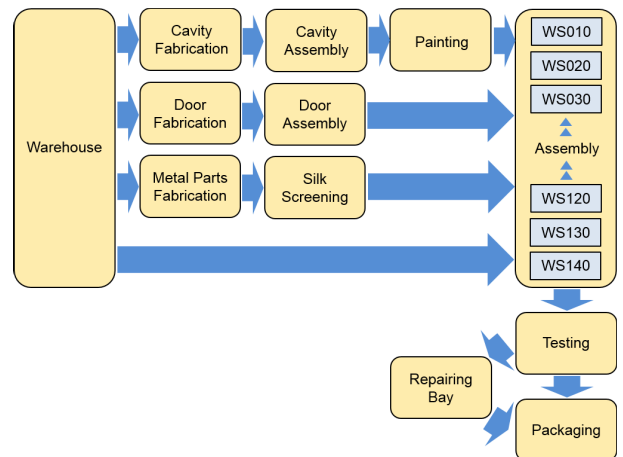 Warehouse
Cavity
Fabrication
Cavity
Assembly
Painting
Door
Fabrication
Door
Assembly
Metal Parts
Fabrication
Silk
Screening
WS010
WS020
WS030
Assembly
WS120
WS130
WS140
Testing
Repairing
Bay
Packaging